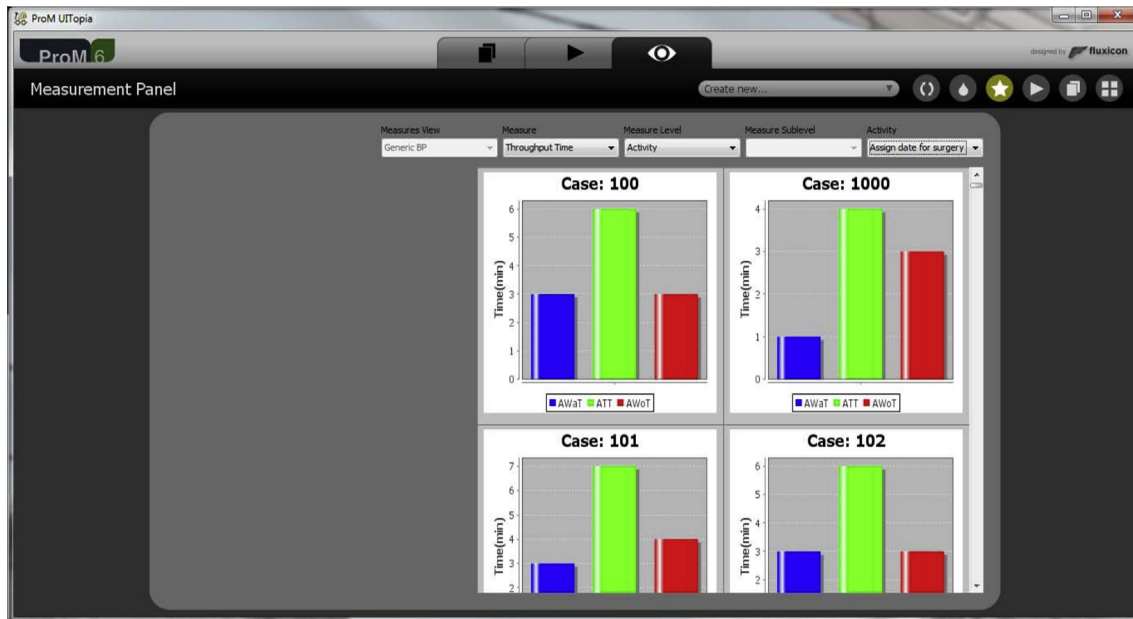 ProM UITopia
ProM 6
designed by fluxicon
Measurement Panel
Create new...
Measures View
Measure
Measure Level
Measure Sublevel
Activity
Generic BP
Throughput Time
Activity
Assign date for surgery
Case: 100
6
5
4
3
2
1
0
Time(min)
AWaT ATT AWoT
Case: 1000
4
3
2
1
0
Time(min)
AWaT ATT AWoT
Case: 101
7
6
5
4
3
2
Time(min)
Case: 102
6
5
4
3
2
Time(min)